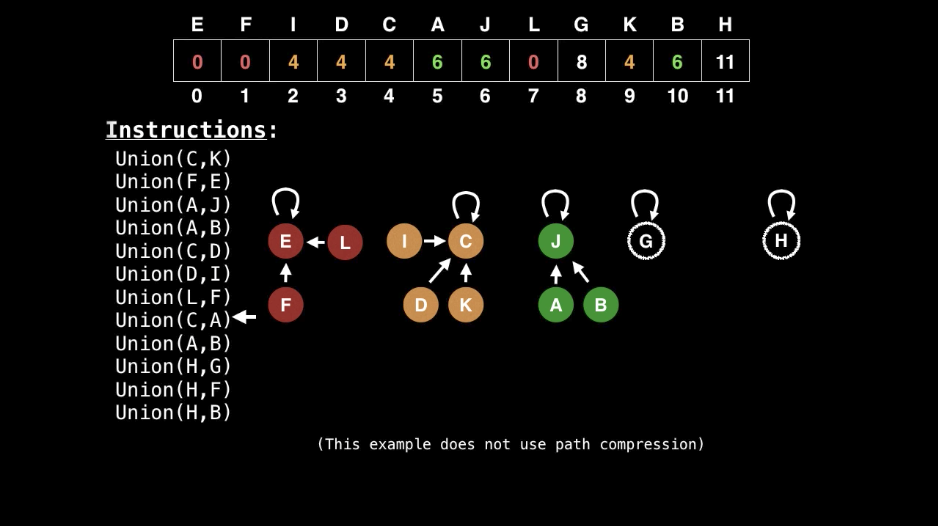 E F I D C A J L G K B H
0 0 4 4 4 6 6 0 8 4 6 11
0 1 2 3 4 5 6 7 8 9 10 11
Instructions:
Union(C,K)
Union(F,E)
Union(A,J)
Union(A,B)
Union(C,D)
Union(D,I)
Union(L,F)
Union(C,A)
Union(A,B)
Union(H,G)
Union(H,F)
Union(H,B)
E L I C J G H
F D K A B
(This example does not use path compression)